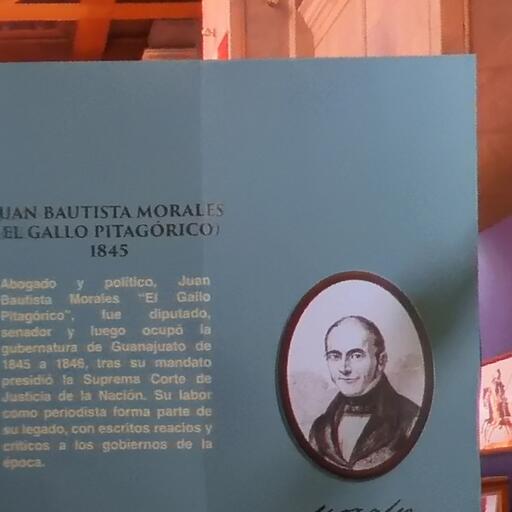 UAN BAUTISTA MORALES
EL GALLO PITAGÓRICO)
1845
Abogado y político, Juan
Bautista Morales "El Gallo
Pitagórico", fue diputado,
senador y luego ocupó la
gubernatura de Guanajuato de
1845 a 1846, tras su mandato
presidió la Suprema Corte de
Justicia de la Nación. Su labor
como periodista forma parte de
su legado, con escritos reacios y
críticos a los gobiernos de la
época.